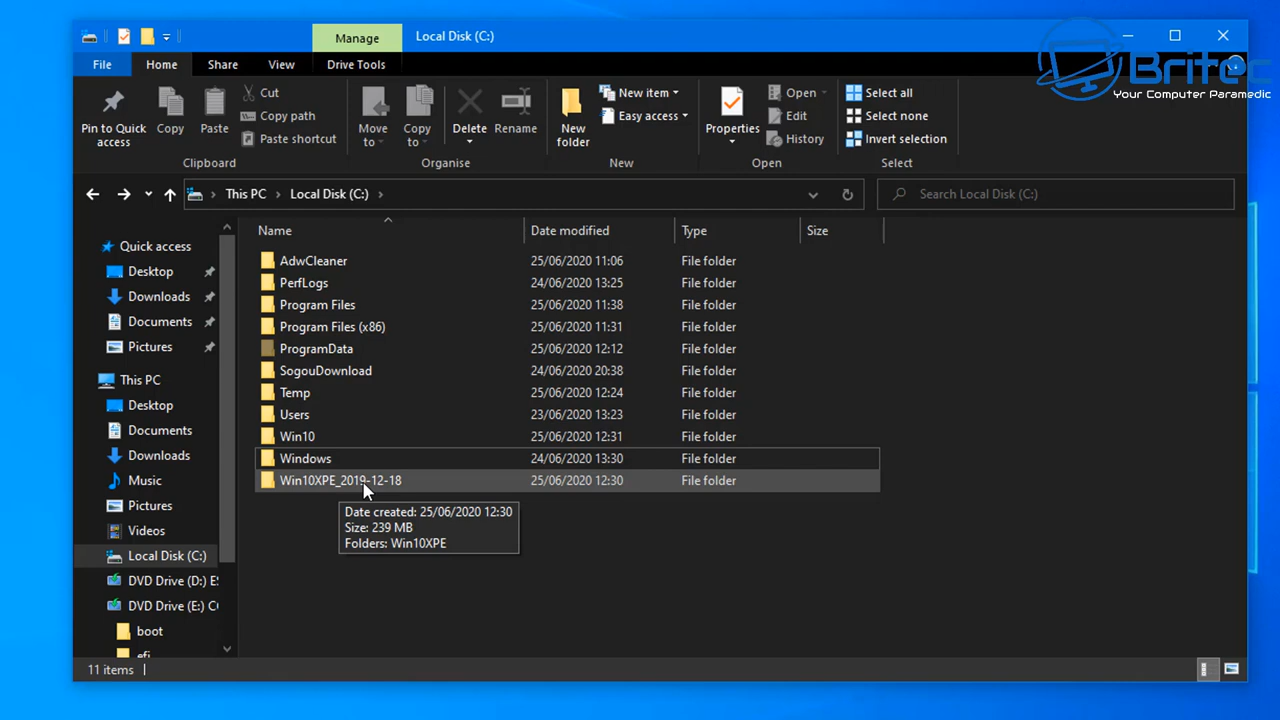 Manage
Local Disk (C:)
Britec
Your Computer Paramedic
File
Home
Share
View
Drive Tools
Pin to Quick access
Copy
Paste
Cut
Copy path
Paste shortcut
Clipboard
Move to
Copy to
Delete
Rename
Organise
New folder
New item
Easy access
New
Properties
Open
Edit
History
Open
Select all
Select none
Invert selection
Select
This PC
Local Disk (C:)
Search Local Disk (C:)
Name
Date modified
Type
Size
Quick access
Desktop
Downloads
Documents
Pictures
This PC
Desktop
Documents
Downloads
Music
Pictures
Videos
Local Disk (C:)
DVD Drive (D:) ES
DVD Drive (E:) CC
boot
efi
AdwCleaner 25/06/2020 11:06 File folder
PerfLogs 24/06/2020 13:25 File folder
Program Files 25/06/2020 11:38 File folder
Program Files (x86) 25/06/2020 11:31 File folder
ProgramData 25/06/2020 12:12 File folder
SogouDownload 24/06/2020 20:38 File folder
Temp 25/06/2020 12:24 File folder
Users 23/06/2020 13:23 File folder
Win10 25/06/2020 12:31 File folder
Windows 24/06/2020 13:30 File folder
Win10XPE_2019-12-18 25/06/2020 12:30 File folder
Date created: 25/06/2020 12:30
Size: 239 MB
Folders: Win10XPE
11 items